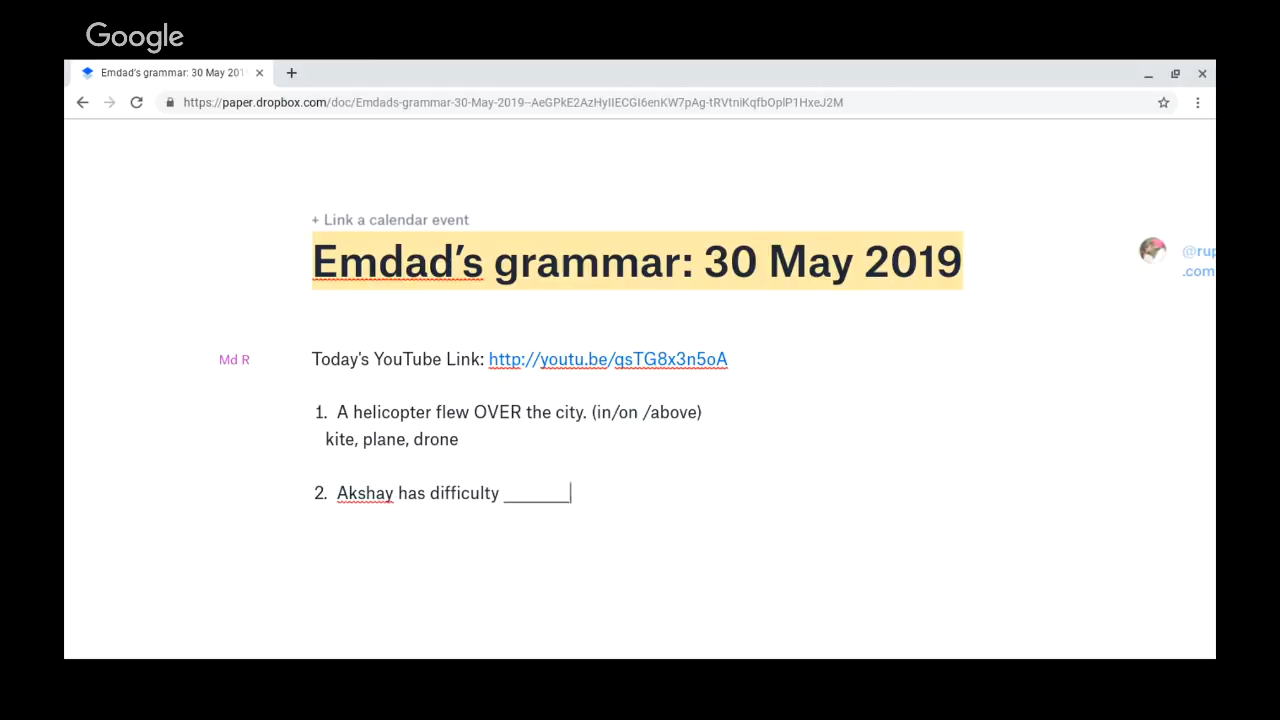 Google
Emdad's grammar: 30 May 201
https://paper.dropbox.com/doc/Emdads-grammar-30-May-2019--AeGPkE2AzHyIIECGI6enKW7pAg-tRVtniKqfbOplP1HxeJ2M
+ Link a calendar event
Emdad's grammar: 30 May 2019
@rup
.com
Md R
Today's YouTube Link: http://youtu.be/qsTG8x3n5oA
1. A helicopter flew OVER the city. (in/on /above)
kite, plane, drone
2. Akshay has difficulty _______